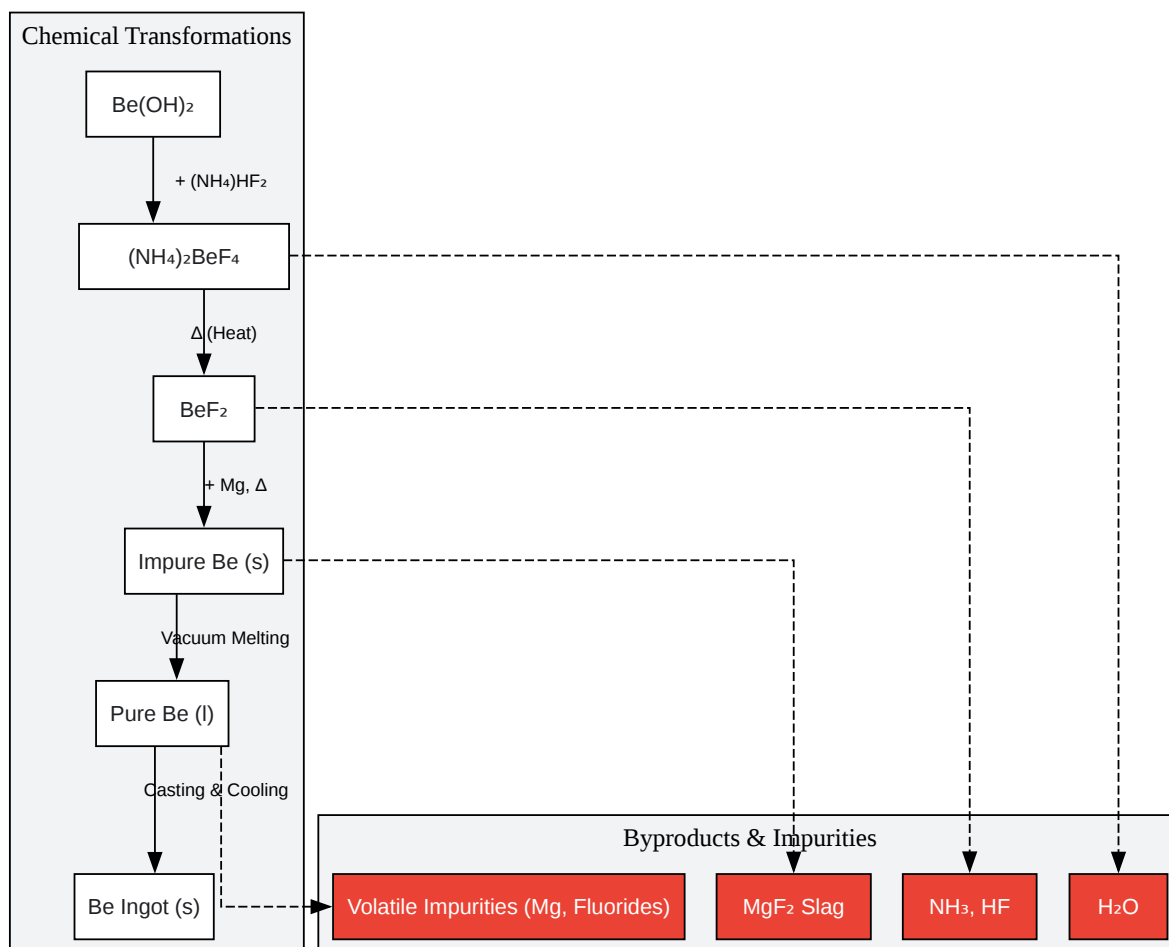 Chemical Transformations
Be(OH)₂
+ (NH₄)HF₂
(NH₄)₂BeF₄
Δ (Heat)
BeF₂
+ Mg, Δ
Impure Be (s)
Vacuum Melting
Pure Be (l)
Casting & Cooling
Be Ingot (s)
Byproducts & Impurities
Volatile Impurities (Mg, Fluorides)
MgF₂ Slag
NH₃, HF
H₂O